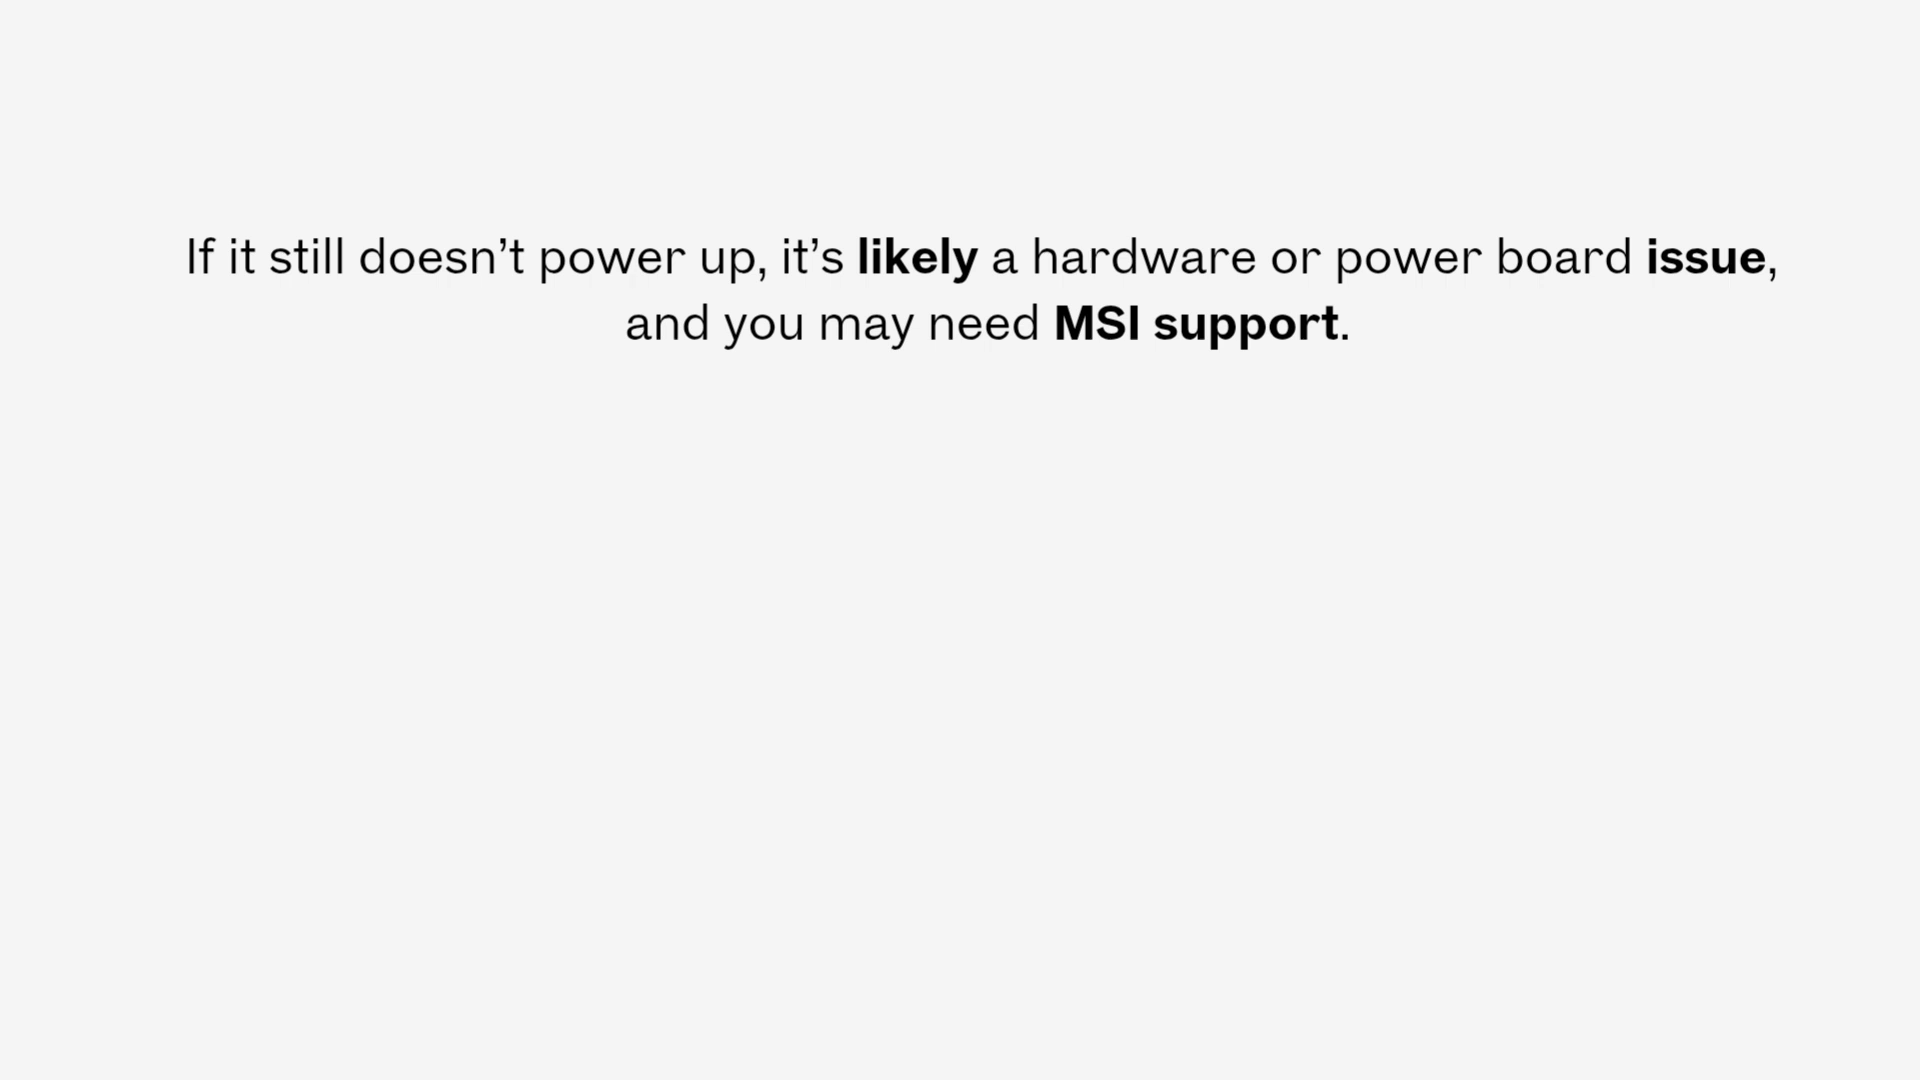 If it still doesn’t power up, it’s likely a hardware or power board issue,
and you may need MSI support.